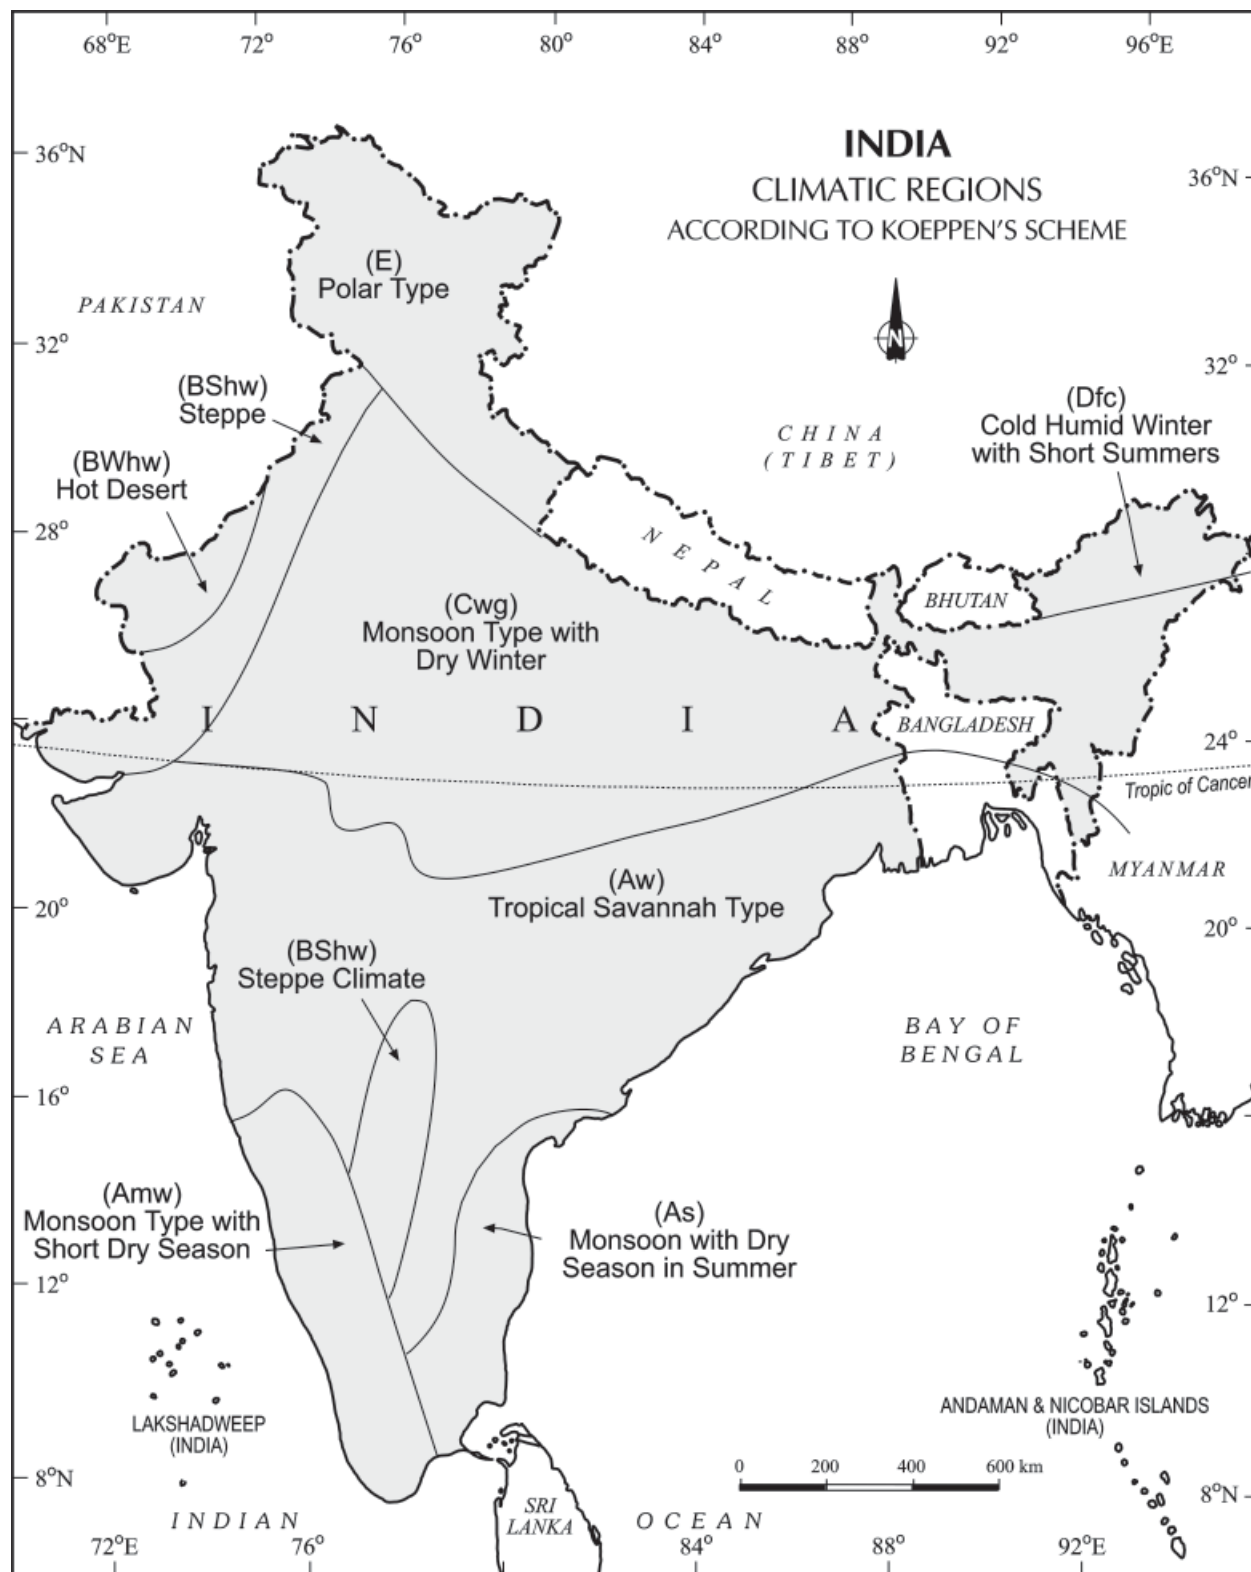 68°E 72° 76° 80° 84° 88° 92° 96°E
INDIA
CLIMATIC REGIONS
ACCORDING TO KOEPPEN'S SCHEME
36°N
36°N
(E)
Polar Type
PAKISTAN
N
32°
32°
(BShw)
Steppe
(Dfc)
Cold Humid Winter
with Short Summers
CHINA
(TIBET)
(BWhw)
Hot Desert
28°
NEPAL
BHUTAN
(Cwg)
Monsoon Type with
Dry Winter
INDIA
BANGLADESH
24°
Tropic of Cancer
MYANMAR
(Aw)
Tropical Savannah Type
20°
20°
(BShw)
Steppe Climate
ARABIAN
SEA
BAY OF
BENGAL
16°
(Amw)
Monsoon Type with
Short Dry Season
(As)
Monsoon with Dry
Season in Summer
12°
12°
LAKSHADWEEP
(INDIA)
ANDAMAN & NICOBAR ISLANDS
(INDIA)
0 200 400 600 km
8°N
8°N
SRI
LANKA
INDIAN OCEAN
72°E 76° 84° 88° 92°E